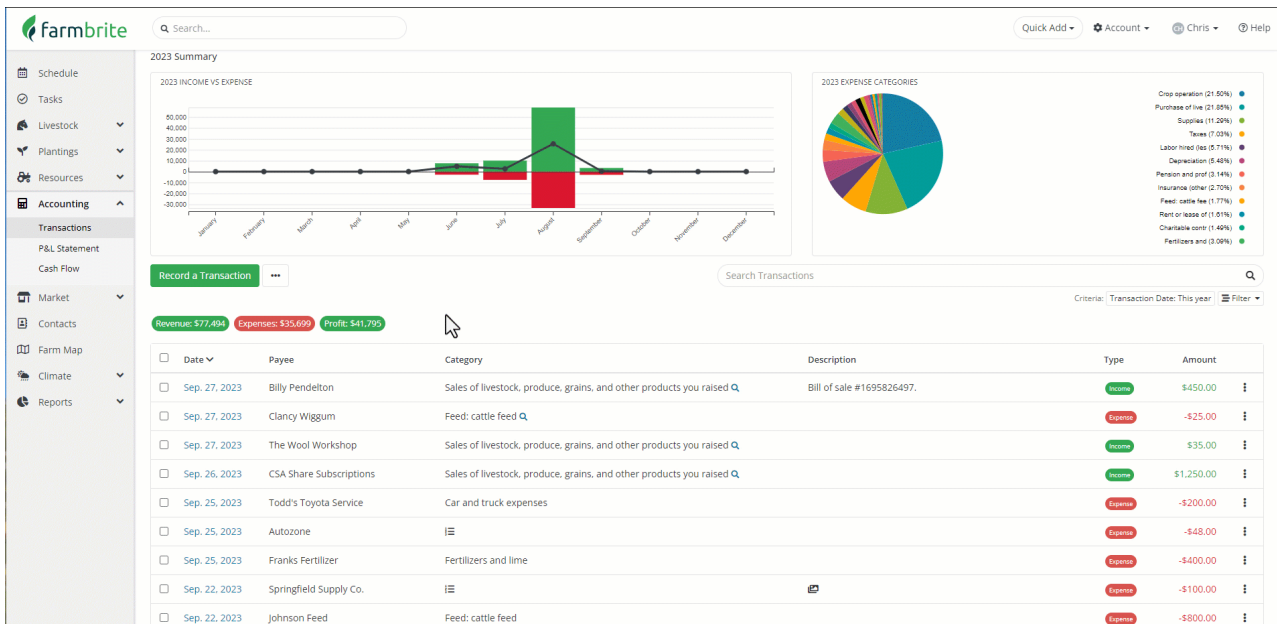 farmbrite
Search...
Quick Add
Account
CH Chris
Help
Schedule
Tasks
Livestock
Plantings
Resources
Accounting
Transactions
P&L Statement
Cash Flow
Market
Contacts
Farm Map
Climate
Reports
2023 Summary
2023 INCOME VS EXPENSE
50,000
40,000
30,000
20,000
10,000
0
-10,000
-20,000
-30,000
January
February
March
April
May
June
July
August
September
October
November
December
2023 EXPENSE CATEGORIES
Crop operation (21.50%)
Purchase of live (21.85%)
Supplies (11.29%)
Taxes (7.03%)
Labor hired (les (5.71%)
Depreciation (5.48%)
Pension and prof (3.14%)
Insurance (other (2.70%)
Feed: cattle fee (1.77%)
Rent or lease of (1.61%)
Charitable contr (1.49%)
Fertilizers and (3.09%)
Record a Transaction
Search Transactions
Criteria: Transaction Date: This year Filter
Revenue: $77,494 Expenses: $35,699 Profit: $41,795
Date Payee Category Description Type Amount
Sep. 27, 2023 Billy Pendelton Sales of livestock, produce, grains, and other products you raised Bill of sale #1695826497. Income $450.00
Sep. 27, 2023 Clancy Wiggum Feed: cattle feed Expense -$25.00
Sep. 27, 2023 The Wool Workshop Sales of livestock, produce, grains, and other products you raised Income $35.00
Sep. 26, 2023 CSA Share Subscriptions Sales of livestock, produce, grains, and other products you raised Income $1,250.00
Sep. 25, 2023 Todd's Toyota Service Car and truck expenses Expense -$200.00
Sep. 25, 2023 Autozone Expense -$48.00
Sep. 25, 2023 Franks Fertilizer Fertilizers and lime Expense -$400.00
Sep. 22, 2023 Springfield Supply Co. Expense -$100.00
Sep. 22, 2023 Johnson Feed Feed: cattle feed Expense -$800.00